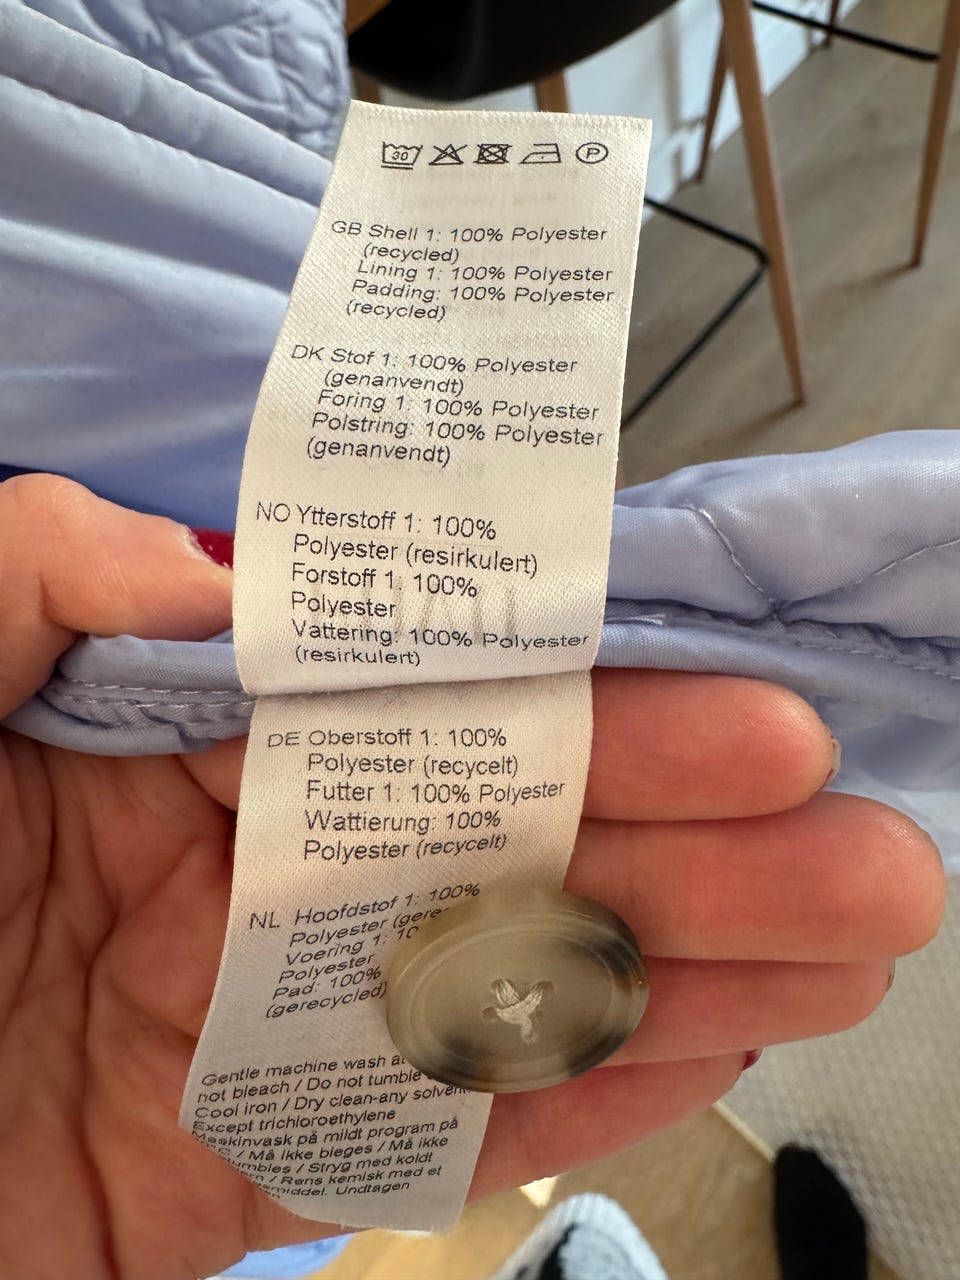 30 P
GB Shell 1: 100% Polyester
(recycled)
Lining 1: 100% Polyester
Padding: 100% Polyester
(recycled)
DK Stof 1: 100% Polyester
(genanvendt)
Foring 1: 100% Polyester
Polstring: 100% Polyester
(genanvendt)
NO Ytterstoff 1: 100%
Polyester (resirkulert)
Forstoff 1: 100%
Polyester
Vattering: 100% Polyester
(resirkulert)
DE Oberstoff 1: 100%
Polyester (recycelt)
Futter 1: 100% Polyester
Wattierung: 100%
Polyester (recycelt)
NL Hoofdstof 1: 100%
Polyester
Voering 1:
Polyester
Pad: 100%
(gerecycled)
Gentle machine wash
not bleach / Do not tumble
Cool iron / Dry clean-any solvent
Except trichloroethylene
Maskinvask på mildt program på
/ Må ikke bleges / Må ikke
/ Stryg med koldt
/ Rens kemisk med et
Undtagen